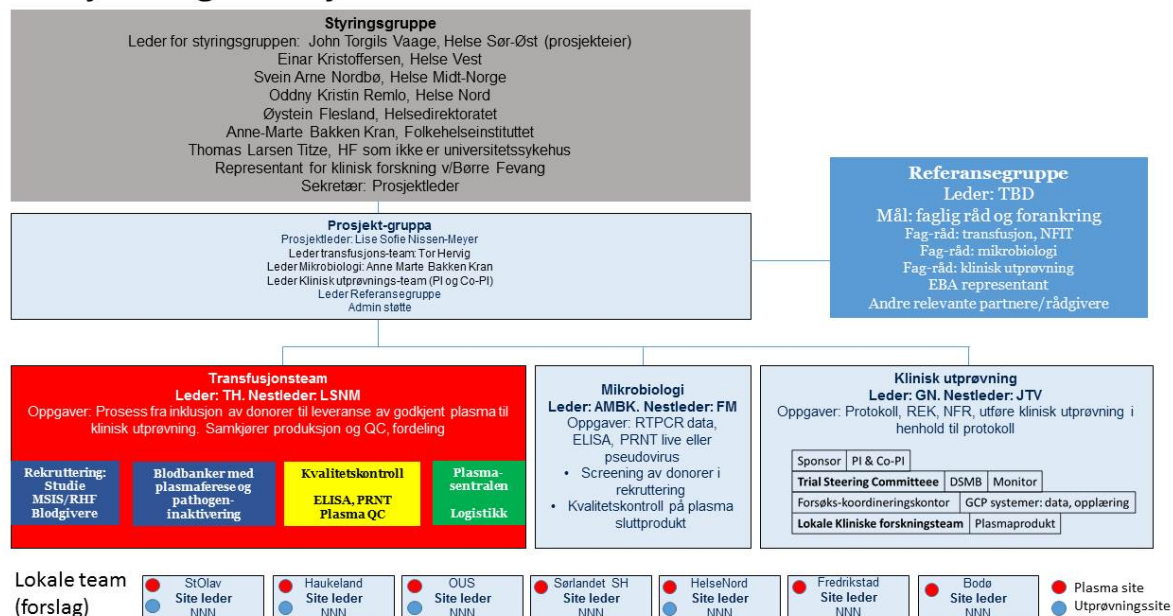 Styringsgruppe
Leder for styringsgruppen: John Torgils Vaage, Helse Sør-Øst (prosjekteier)
Einar Kristoffersen, Helse Vest
Svein Arne Nordbø, Helse Midt-Norge
Oddny Kristin Remlo, Helse Nord
Øystein Flesland, Helsedirektoratet
Anne-Marte Bakken Kran, Folkehelseinstituttet
Thomas Larsen Titze, HF som ikke er universitetssykehus
Representant for klinisk forskning v/Børre Fevang
Sekretær: Prosjektleder
Prosjekt-gruppa
Prosjektleder: Lise Sofie Nissen-Meyer
Leder transfusjons-team: Tor Hervig
Leder Mikrobiologi: Anne Marte Bakken Kran
Leder Klinisk utprøvnings-team (PI og Co-PI)
Leder Referansegruppe
Admin støtte
Referansegruppe
Leder: TBD
Mål: faglig råd og forankring
Fag-råd: transfusjon, NFIT
Fag-råd: mikrobiologi
Fag-råd: klinisk utprøvning
EBA representant
Andre relevante partnere/rådgivere
Transfusjonsteam
Leder: TH. Nestleder: LSNM
Oppgaver: Prosess fra inklusjon av donorer til leveranse av godkjent plasma til
klinisk utprøvning. Samkjører produksjon og QC, fordeling
Rekruttering:
Studie
MSIS/RHF
Blodgivere
Blodbanker med
plasmaferese og
pathogen-
inaktivering
Kvalitetskontroll
ELISA, PRNT
Plasma QC
Plasma-
sentralen
Logistikk
Mikrobiologi
Leder: AMBK. Nestleder: FM
Oppgaver: RTPCR data,
ELISA, PRNT live eller
pseudovirus
• Screening av donorer i
rekruttering
• Kvalitetskontroll på plasma
sluttprodukt
Klinisk utprøvning
Leder: GN. Nestleder: JTV
Oppgaver: Protokoll, REK, NFR, utføre klinisk utprøvning i
henhold til protokoll
Sponsor PI & Co-PI
Trial Steering Committeee DSMB Monitor
Forsøks-koordineringskontor GCP systemer: data, opplæring
Lokale Kliniske forskningsteam Plasmaprodukt
Lokale team
(forslag)
StOlav
Site leder
NNN
Haukeland
Site leder
NNN
OUS
Site leder
NNN
Sørlandet SH
Site leder
NNN
HelseNord
Site leder
NNN
Fredrikstad
Site leder
NNN
Bodø
Site leder
NNN
Plasma site
Utprøvningssite